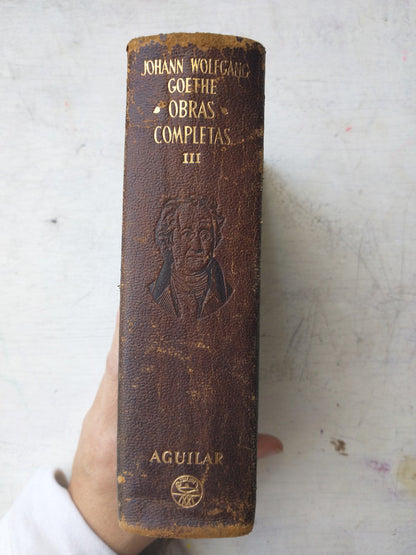 JOHANN WOLFGANG
GOETHE
OBRAS
COMPLETAS
III
AGUILAR